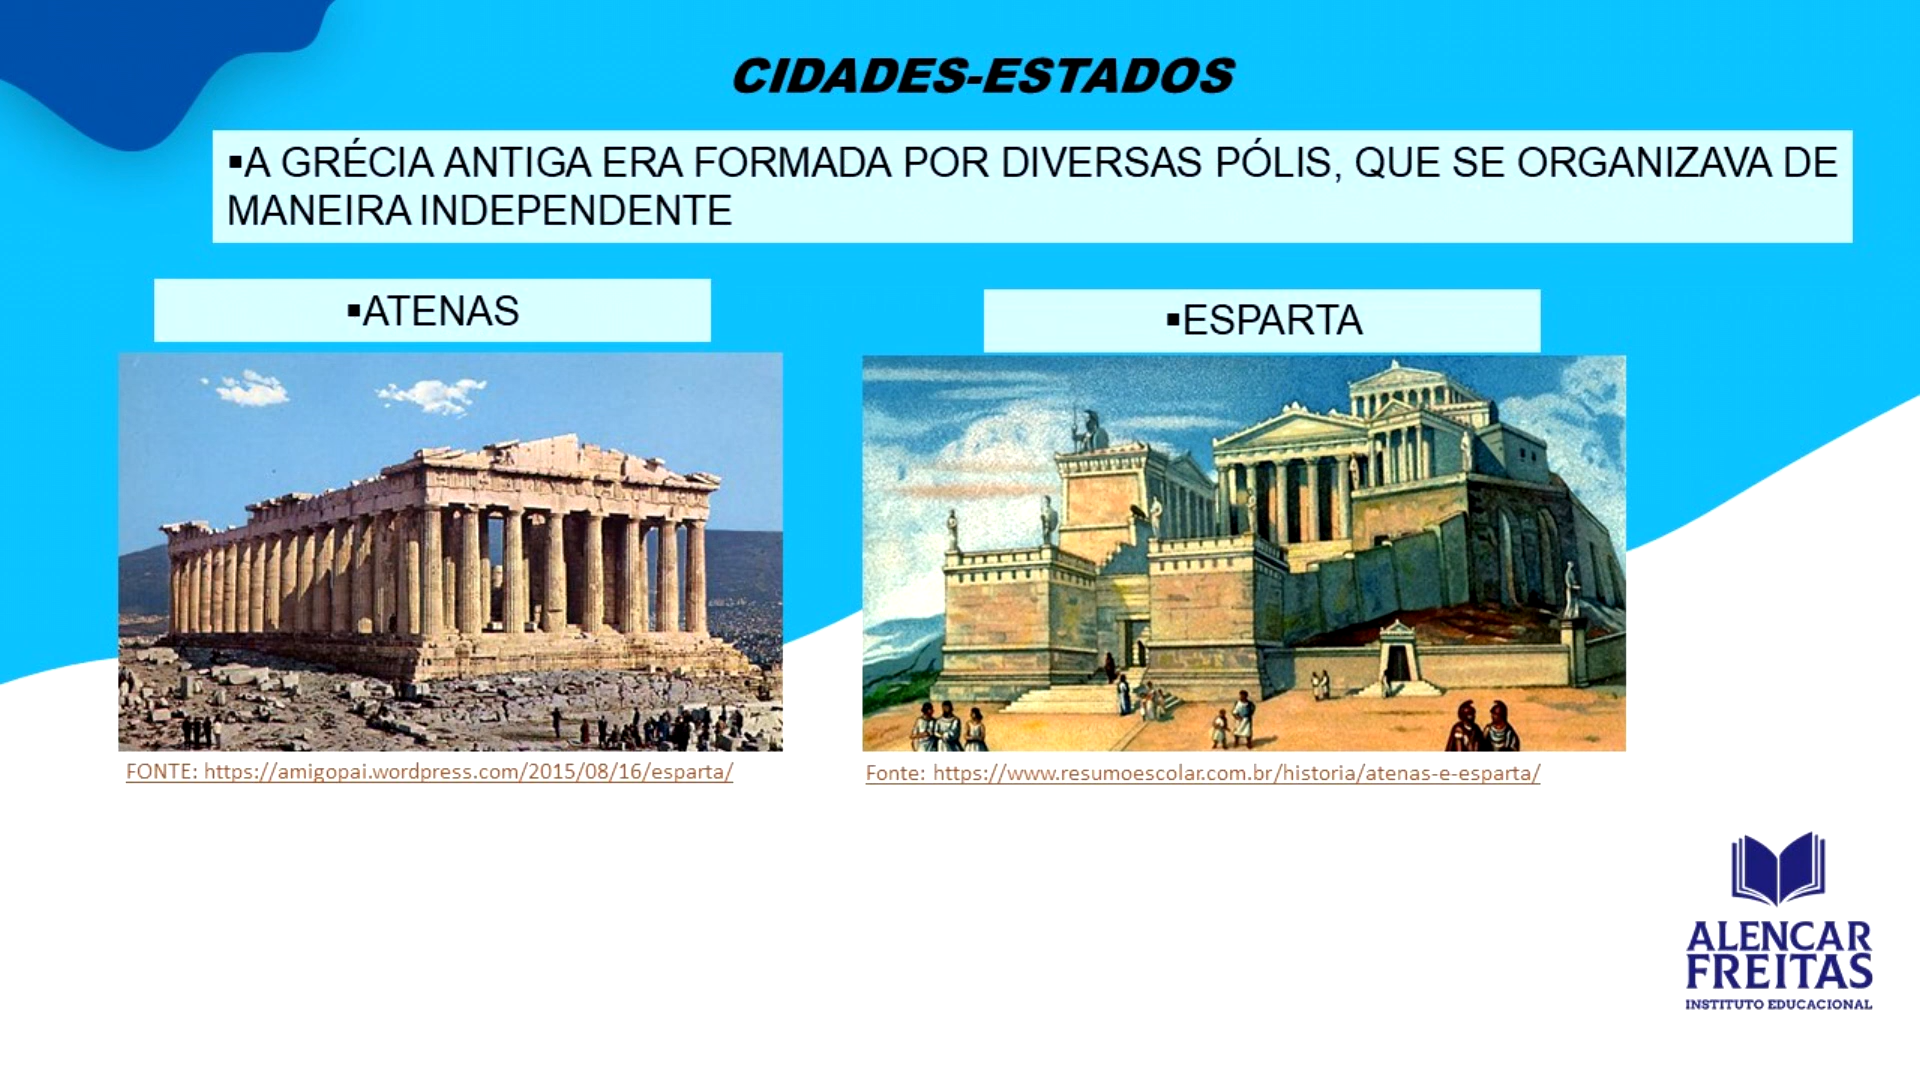 CIDADES-ESTADOS
▪A GRÉCIA ANTIGA ERA FORMADA POR DIVERSAS PÓLIS, QUE SE ORGANIZAVA DE
MANEIRA INDEPENDENTE
▪ATENAS
▪ESPARTA
FONTE: https://amigopai.wordpress.com/2015/08/16/esparta/
Fonte: https://www.resumoescolar.com.br/historia/atenas-e-esparta/
ALENCAR
FREITAS
INSTITUTO EDUCACIONAL